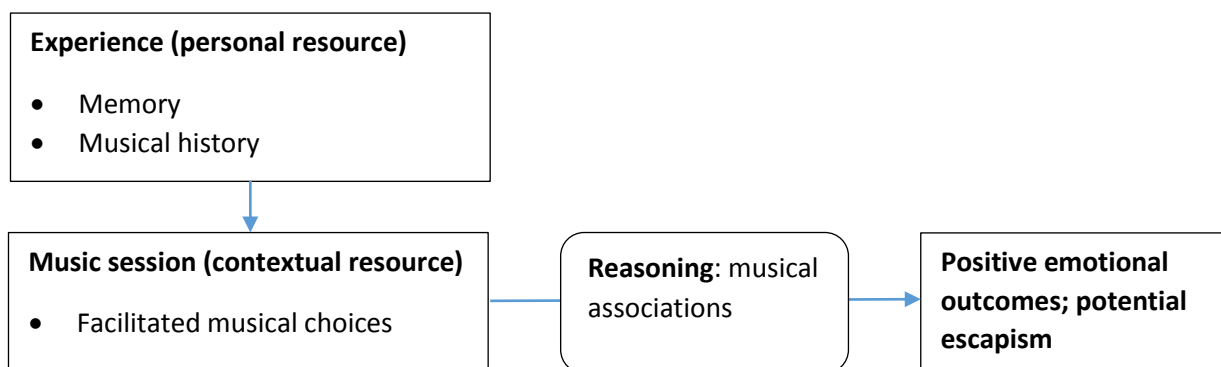 Experience (personal resource)
• Memory
• Musical history
Music session (contextual resource)
• Facilitated musical choices
Reasoning: musical
associations
Positive emotional
outcomes; potential
escapism